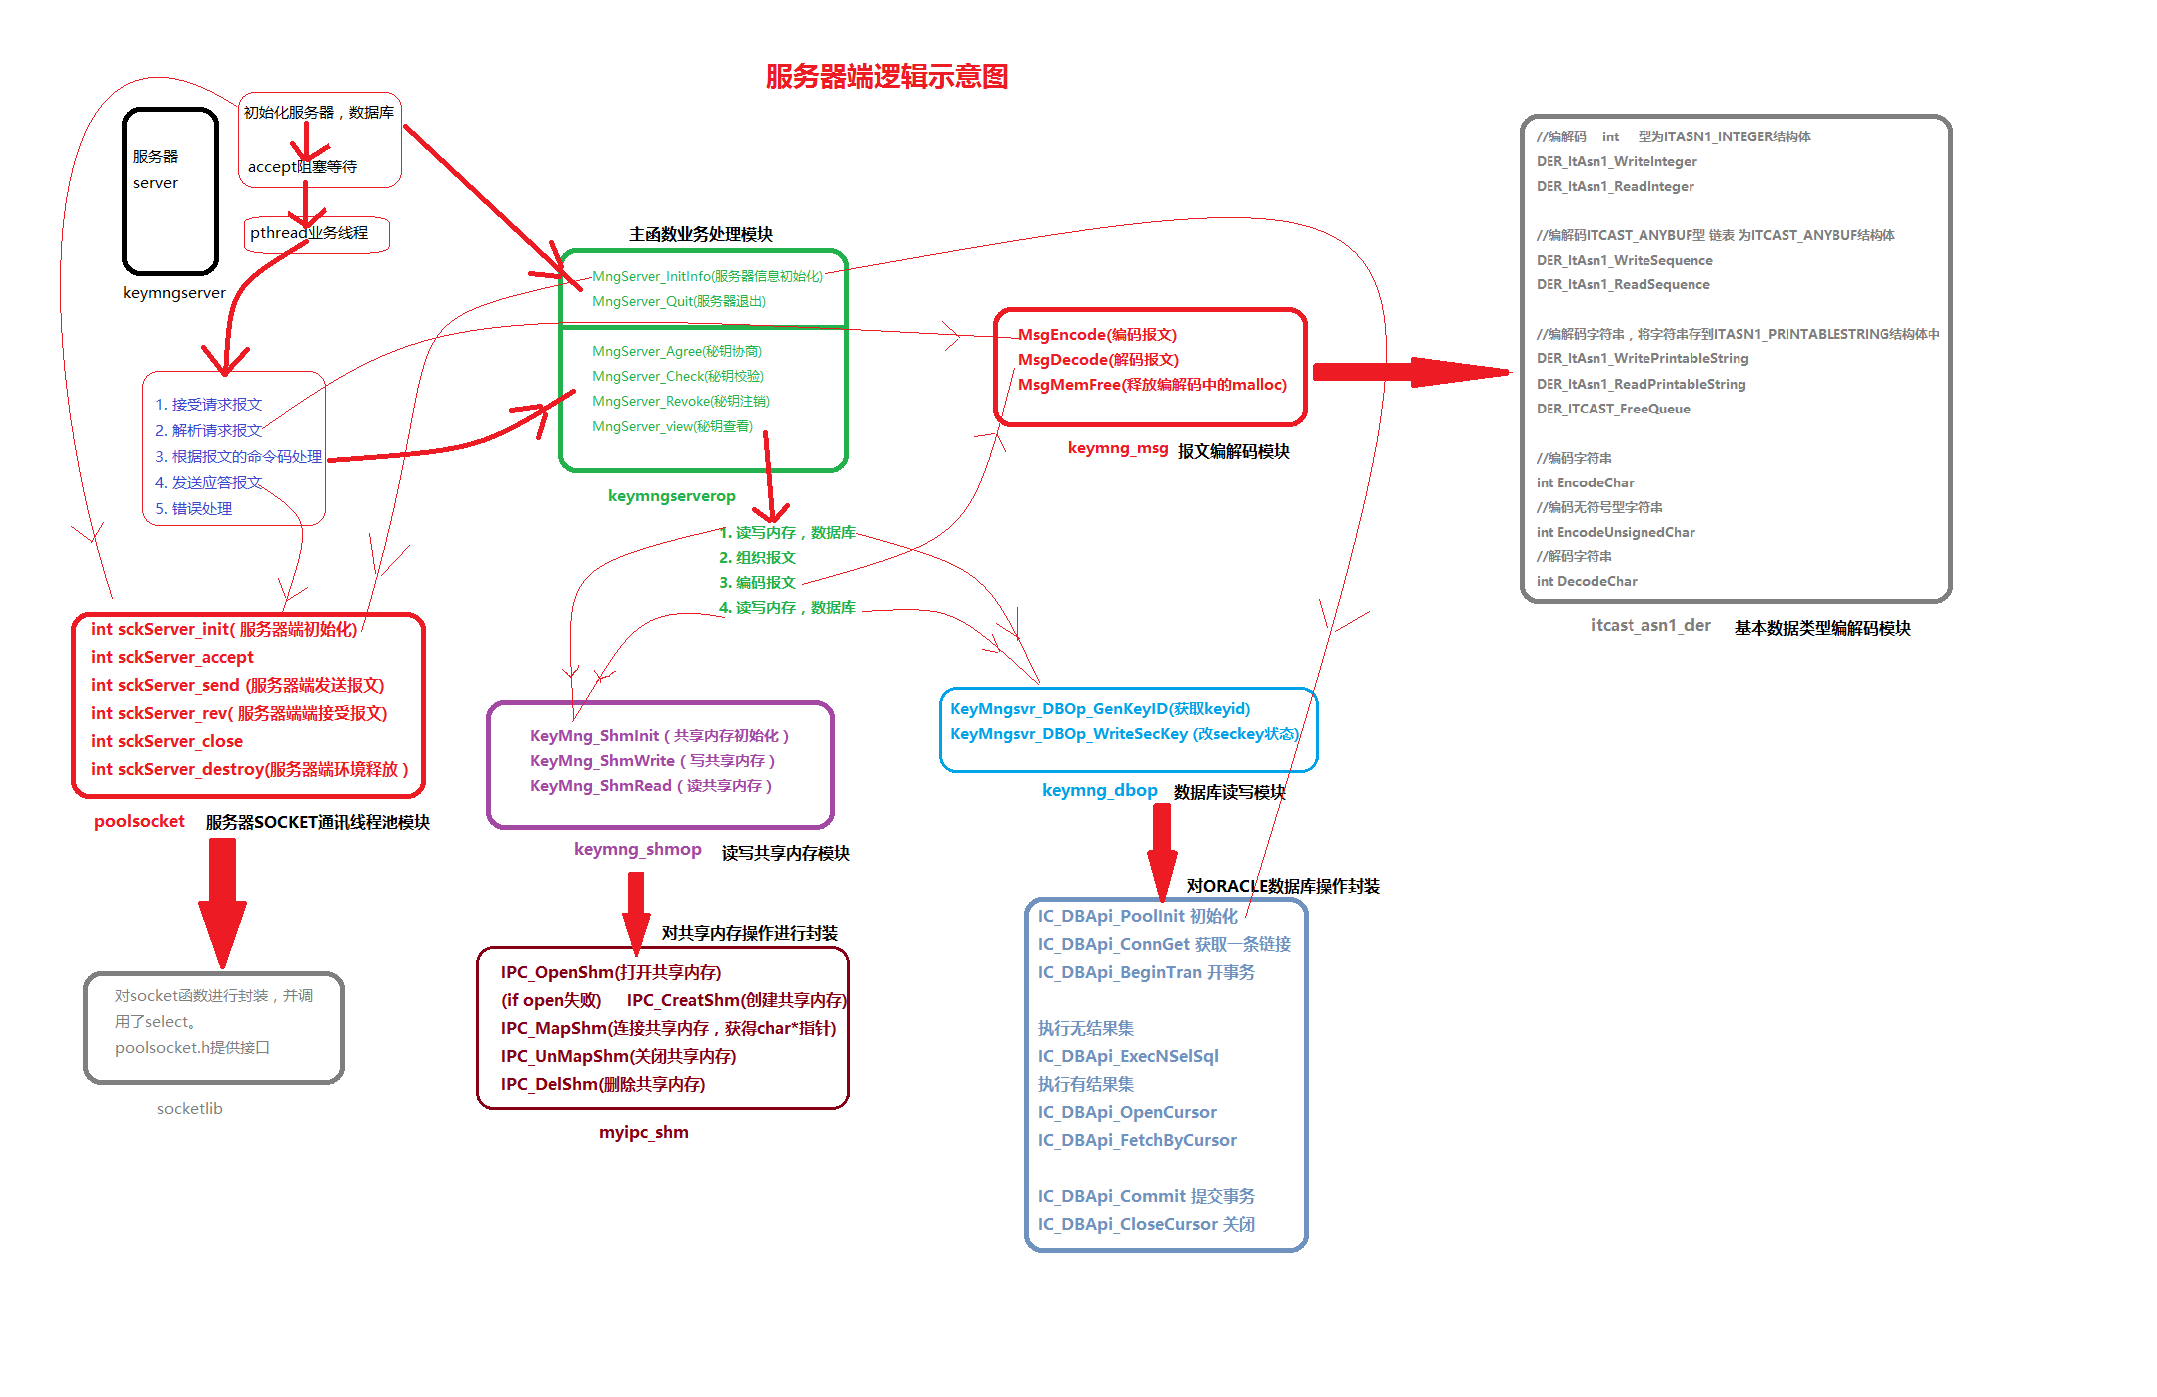 服务器端逻辑示意图
初始化服务器，数据库
accept阻塞等待
服务器
server
pthread业务线程
keymngserver
1. 接受请求报文
2. 解析请求报文
3. 根据报文的命令码处理
4. 发送应答报文
5. 错误处理
主函数业务处理模块
MngServer_InitInfo(服务器信息初始化)
MngServer_Quit(服务器退出)
MngServer_Agree(秘钥协商)
MngServer_Check(秘钥校验)
MngServer_Revoke(秘钥注销)
MngServer_view(秘钥查看)
keymngserverop
1. 读写内存，数据库
2. 组织报文
3. 编码报文
4. 读写内存，数据库
MsgEncode(编码报文)
MsgDecode(解码报文)
MsgMemFree(释放编解码中的malloc)
keymng_msg 报文编解码模块
//编解码 int 型为ITASN1_INTEGER结构体
DER_ItAsn1_WriteInteger
DER_ItAsn1_ReadInteger
//编解码ITCAST_ANYBUF型 链表 为ITCAST_ANYBUF结构体
DER_ItAsn1_WriteSequence
DER_ItAsn1_ReadSequence
//编解码字符串，将字符串存到ITASN1_PRINTABLESTRING结构体中
DER_ItAsn1_WritePrintableString
DER_ItAsn1_ReadPrintableString
DER_ITCAST_FreeQueue
//编码字符串
int EncodeChar
//编码无符号型字符串
int EncodeUnsignedChar
//解码字符串
int DecodeChar
itcast_asn1_der 基本数据类型编解码模块
int sckServer_init( 服务器端初始化)
int sckServer_accept
int sckServer_send (服务器端发送报文)
int sckServer_rev( 服务器端端接受报文)
int sckServer_close
int sckServer_destroy(服务器端环境释放 )
poolsocket 服务器SOCKET通讯线程池模块
对socket函数进行封装，并调
用了select。
poolsocket.h提供接口
socketlib
KeyMng_ShmInit ( 共享内存初始化 )
KeyMng_ShmWrite ( 写共享内存 )
KeyMng_ShmRead ( 读共享内存 )
keymng_shmop 读写共享内存模块
对共享内存操作进行封装
IPC_OpenShm(打开共享内存)
(if open失败) IPC_CreatShm(创建共享内存)
IPC_MapShm(连接共享内存，获得char*指针)
IPC_UnMapShm(关闭共享内存)
IPC_DelShm(删除共享内存)
myipc_shm
KeyMngsvr_DBOp_GenKeyID(获取keyid)
KeyMngsvr_DBOp_WriteSecKey (改seckey状态)
keymng_dbop 数据库读写模块
对ORACLE数据库操作封装
IC_DBApi_PoolInit 初始化
IC_DBApi_ConnGet 获取一条链接
IC_DBApi_BeginTran 开事务
执行无结果集
IC_DBApi_ExecNSelSql
执行有结果集
IC_DBApi_OpenCursor
IC_DBApi_FetchByCursor
IC_DBApi_Commit 提交事务
IC_DBApi_CloseCursor 关闭